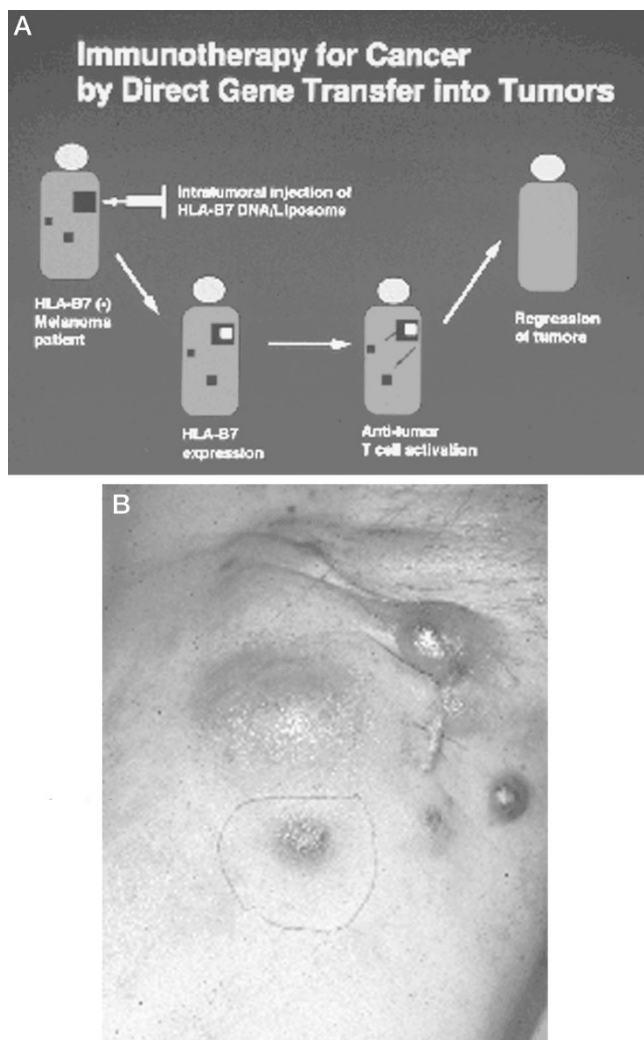 A
Immunotherapy for Cancer
by Direct Gene Transfer into Tumors
Intratumoral injection of
HLA-B7 DNA/Liposome
HLA-B7 (-)
Melanoma
patient
HLA-B7
expression
Anti-tumor
T cell activation
Regression
of tumors
B